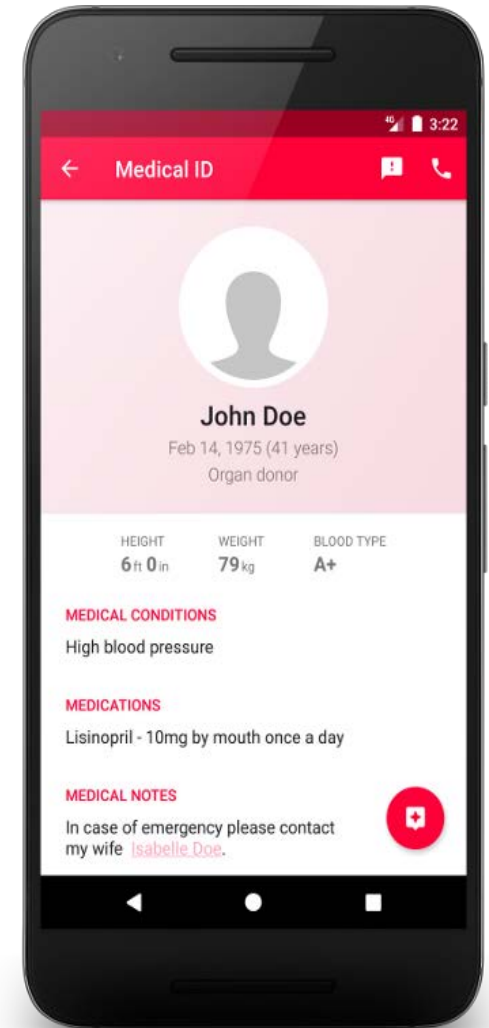 4G 3:22
Medical ID
John Doe
Feb 14, 1975 (41 years)
Organ donor
HEIGHT WEIGHT BLOOD TYPE
6 ft 0 in 79 kg A+
MEDICAL CONDITIONS
High blood pressure
MEDICATIONS
Lisinopril - 10mg by mouth once a day
MEDICAL NOTES
In case of emergency please contact
my wife Isabelle Doe.